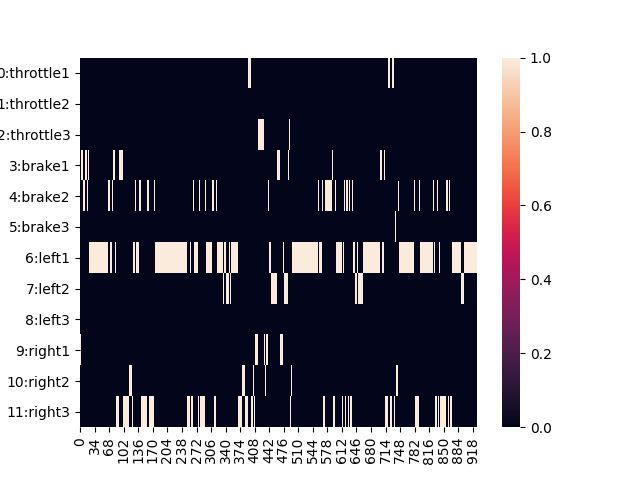 0:throttle1
1:throttle2
2:throttle3
3:brake1
4:brake2
5:brake3
6:left1
7:left2
8:left3
9:right1
10:right2
11:right3
0 34 68 102 136 170 204 238 272 306 340 374 408 442 476 510 544 578 612 646 680 714 748 782 816 850 884 918
1.0
0.8
0.6
0.4
0.2
0.0